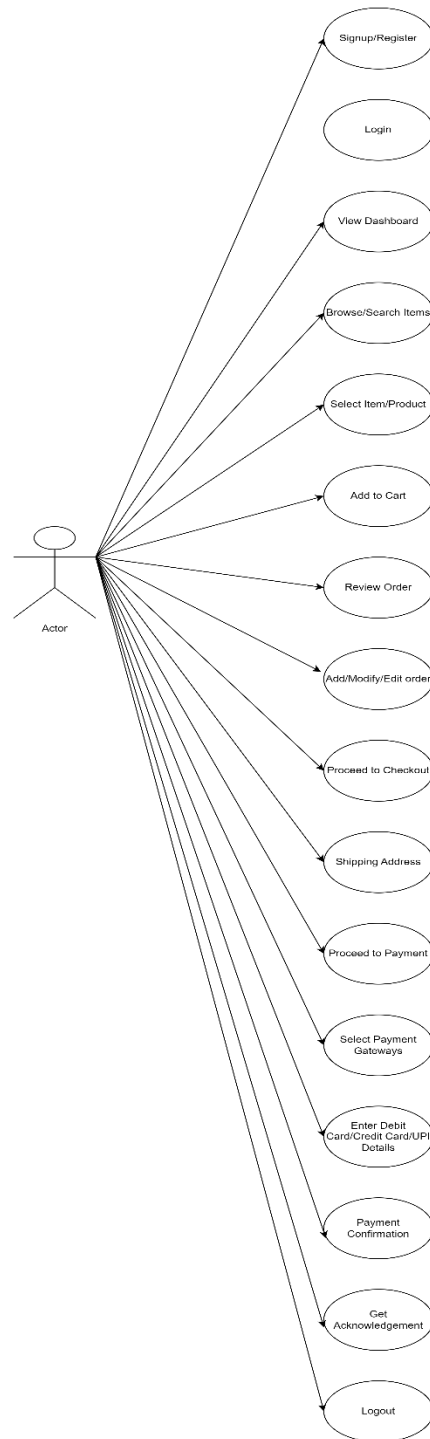 Signup/Register
Login
View Dashboard
Browse/Search Items
Select Item/Product
Add to Cart
Review Order
Actor
Add/Modify/Edit order
Proceed to Checkout
Shipping Address
Proceed to Payment
Select Payment
Gateways
Enter Debit
Card/Credit Card/UPI
Details
Payment
Confirmation
Get
Acknowledgement
Logout